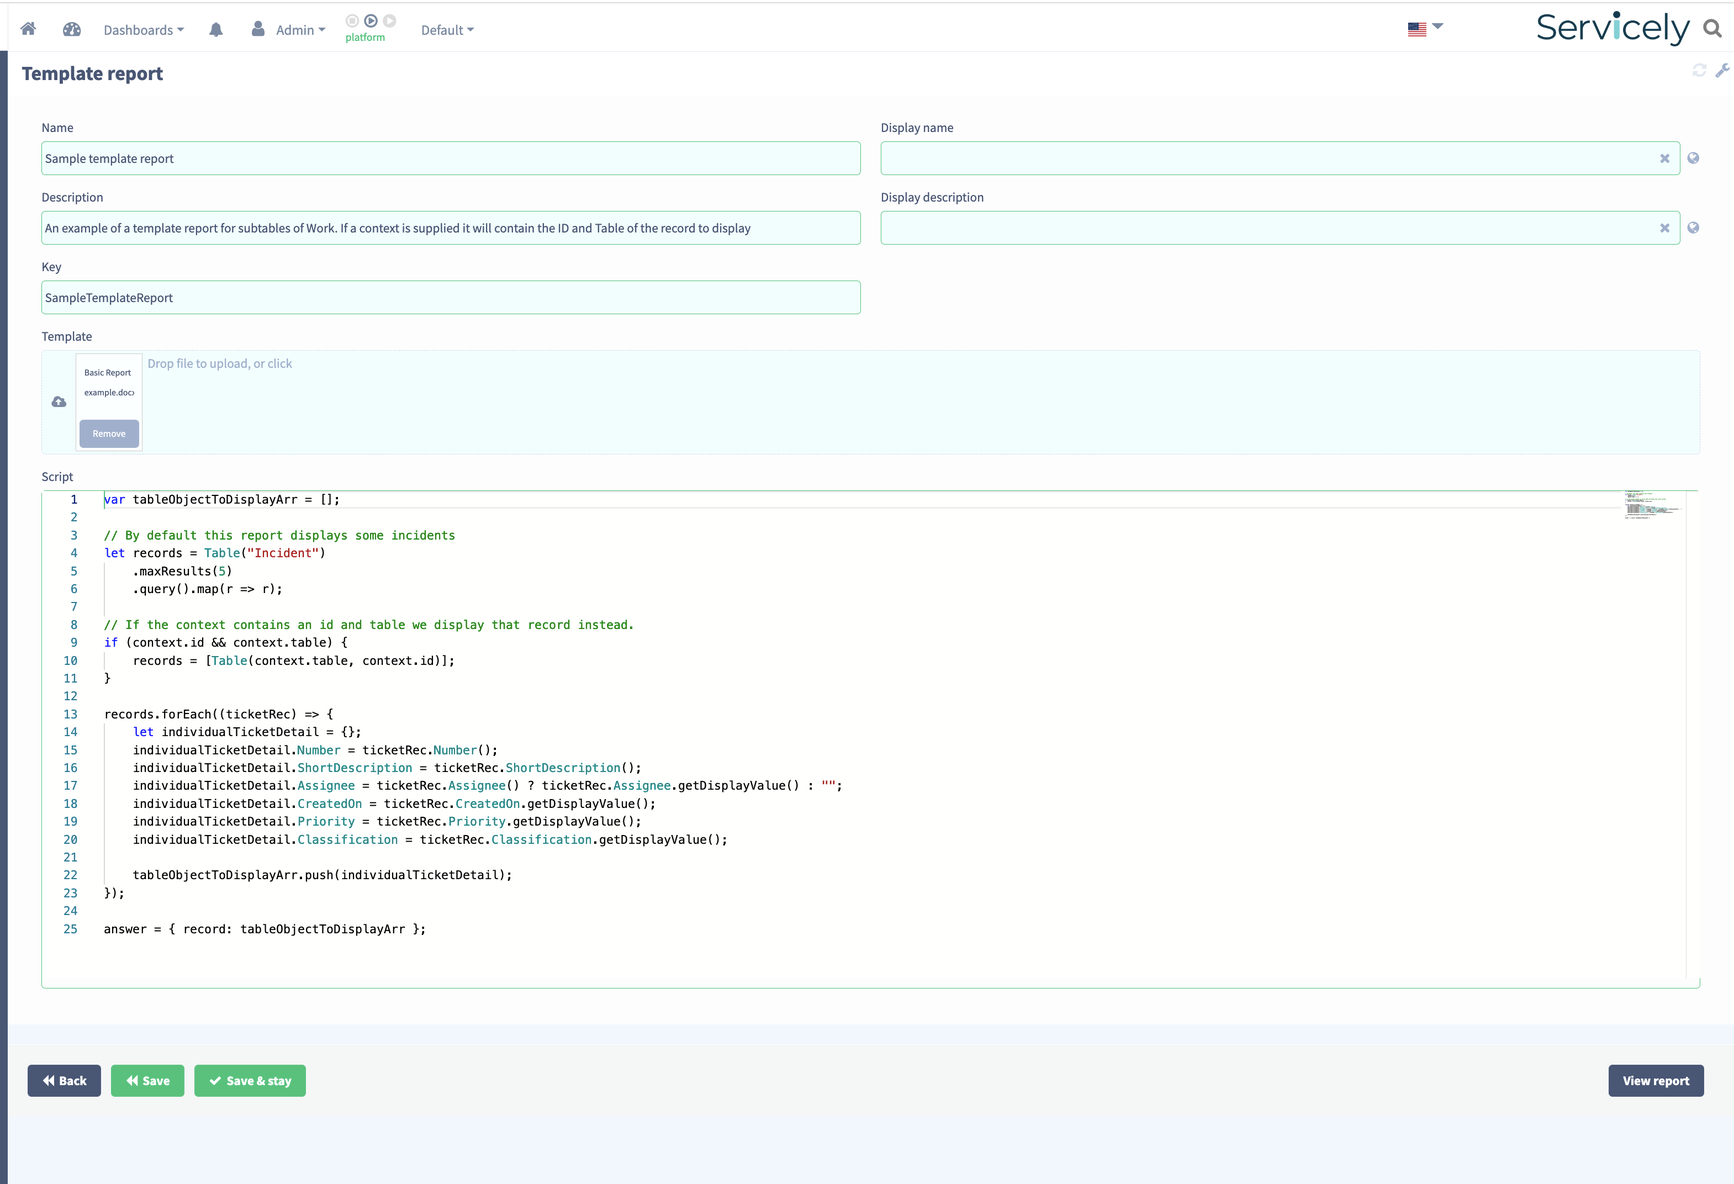 Dashboards
Admin
platform
Default
Servicely
Template report
Name
Display name
Sample template report
Description
Display description
An example of a template report for subtables of Work. If a context is supplied it will contain the ID and Table of the record to display
Key
SampleTemplateReport
Template
Drop file to upload, or click
Basic Report
example.doc
Remove
Script
1 var tableObjectToDisplayArr = [];
2
3 // By default this report displays some incidents
4 let records = Table("Incident")
5     .maxResults(5)
6     .query().map(r => r);
7
8 // If the context contains an id and table we display that record instead.
9 if (context.id && context.table) {
10     records = [Table(context.table, context.id)];
11 }
12
13 records.forEach((ticketRec) => {
14     let individualTicketDetail = {};
15     individualTicketDetail.Number = ticketRec.Number();
16     individualTicketDetail.ShortDescription = ticketRec.ShortDescription();
17     individualTicketDetail.Assignee = ticketRec.Assignee() ? ticketRec.Assignee.getDisplayValue() : "";
18     individualTicketDetail.CreatedOn = ticketRec.CreatedOn.getDisplayValue();
19     individualTicketDetail.Priority = ticketRec.Priority.getDisplayValue();
20     individualTicketDetail.Classification = ticketRec.Classification.getDisplayValue();
21
22     tableObjectToDisplayArr.push(individualTicketDetail);
23 });
24
25 answer = { record: tableObjectToDisplayArr };
Back
Save
Save & stay
View report